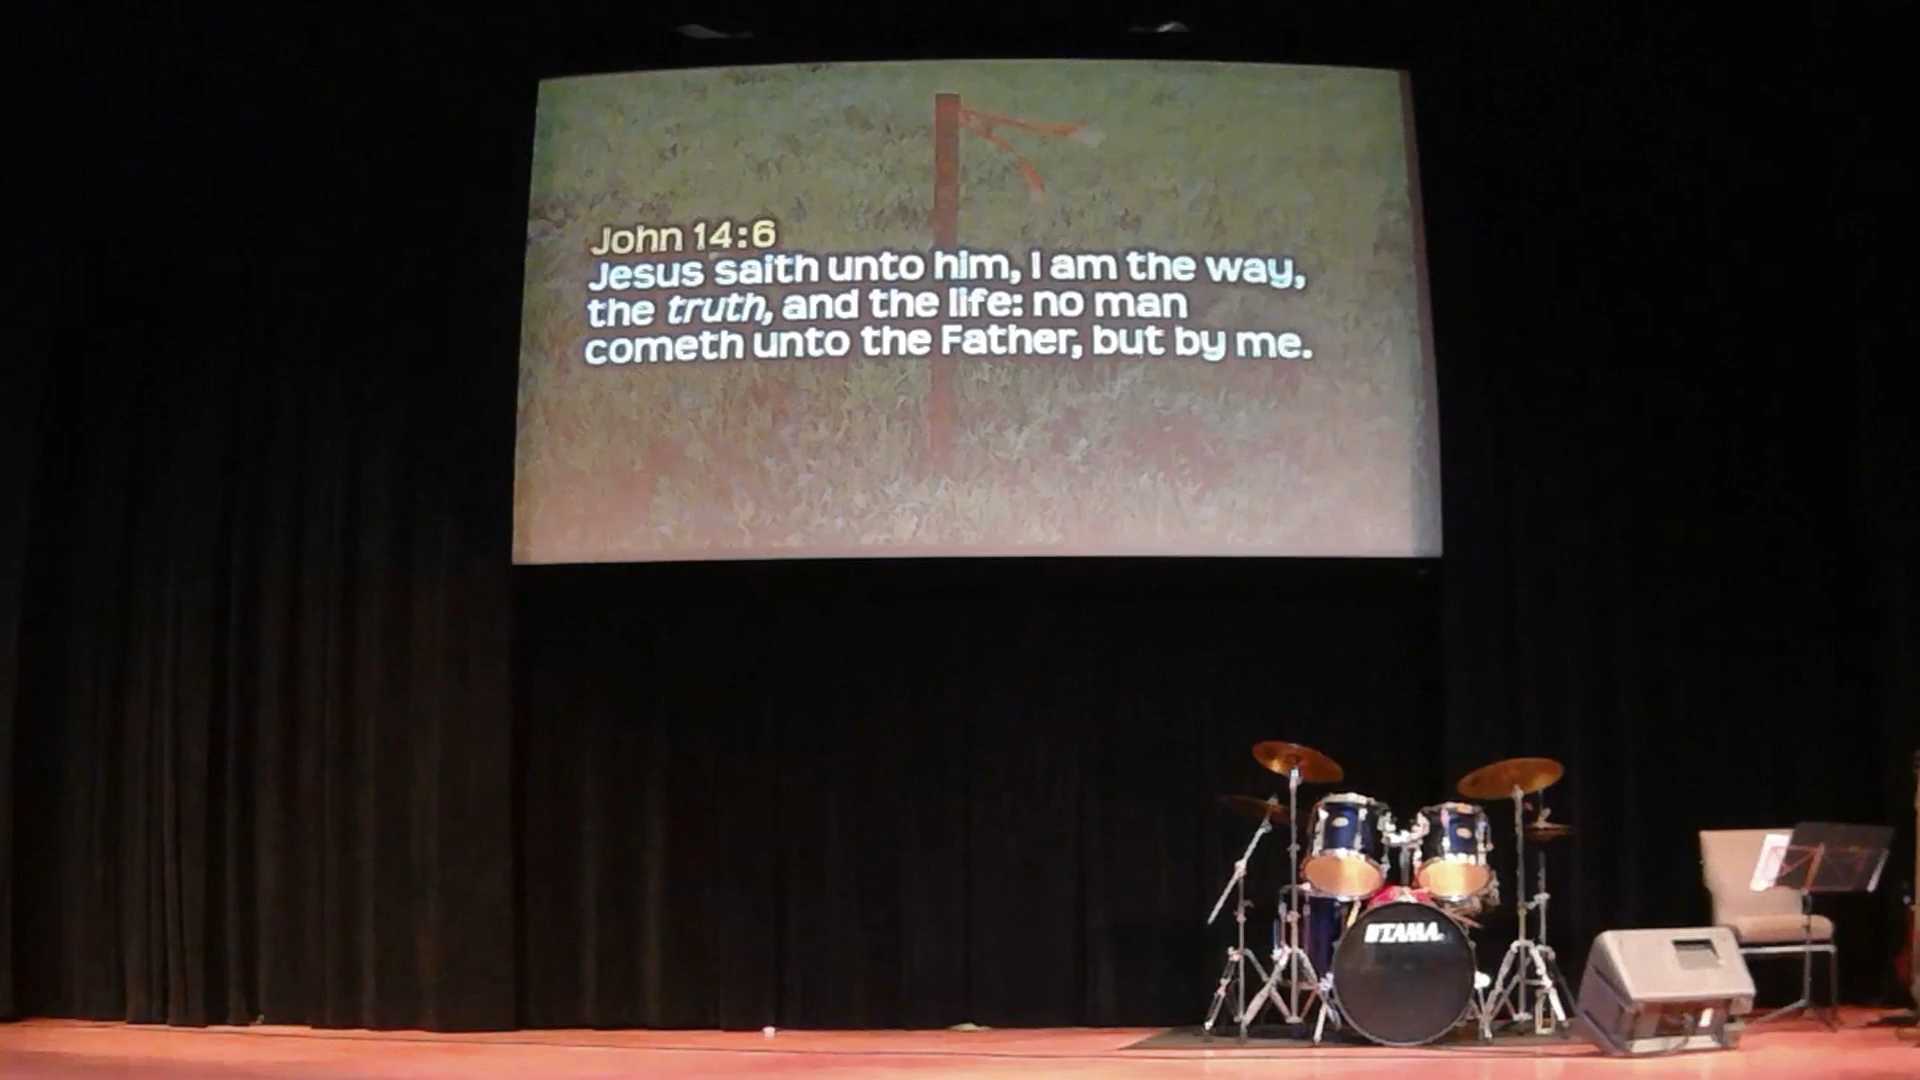 John 14:6
Jesus saith unto him, I am the way,
the truth, and the life: no man
cometh unto the Father, but by me.
TAMA